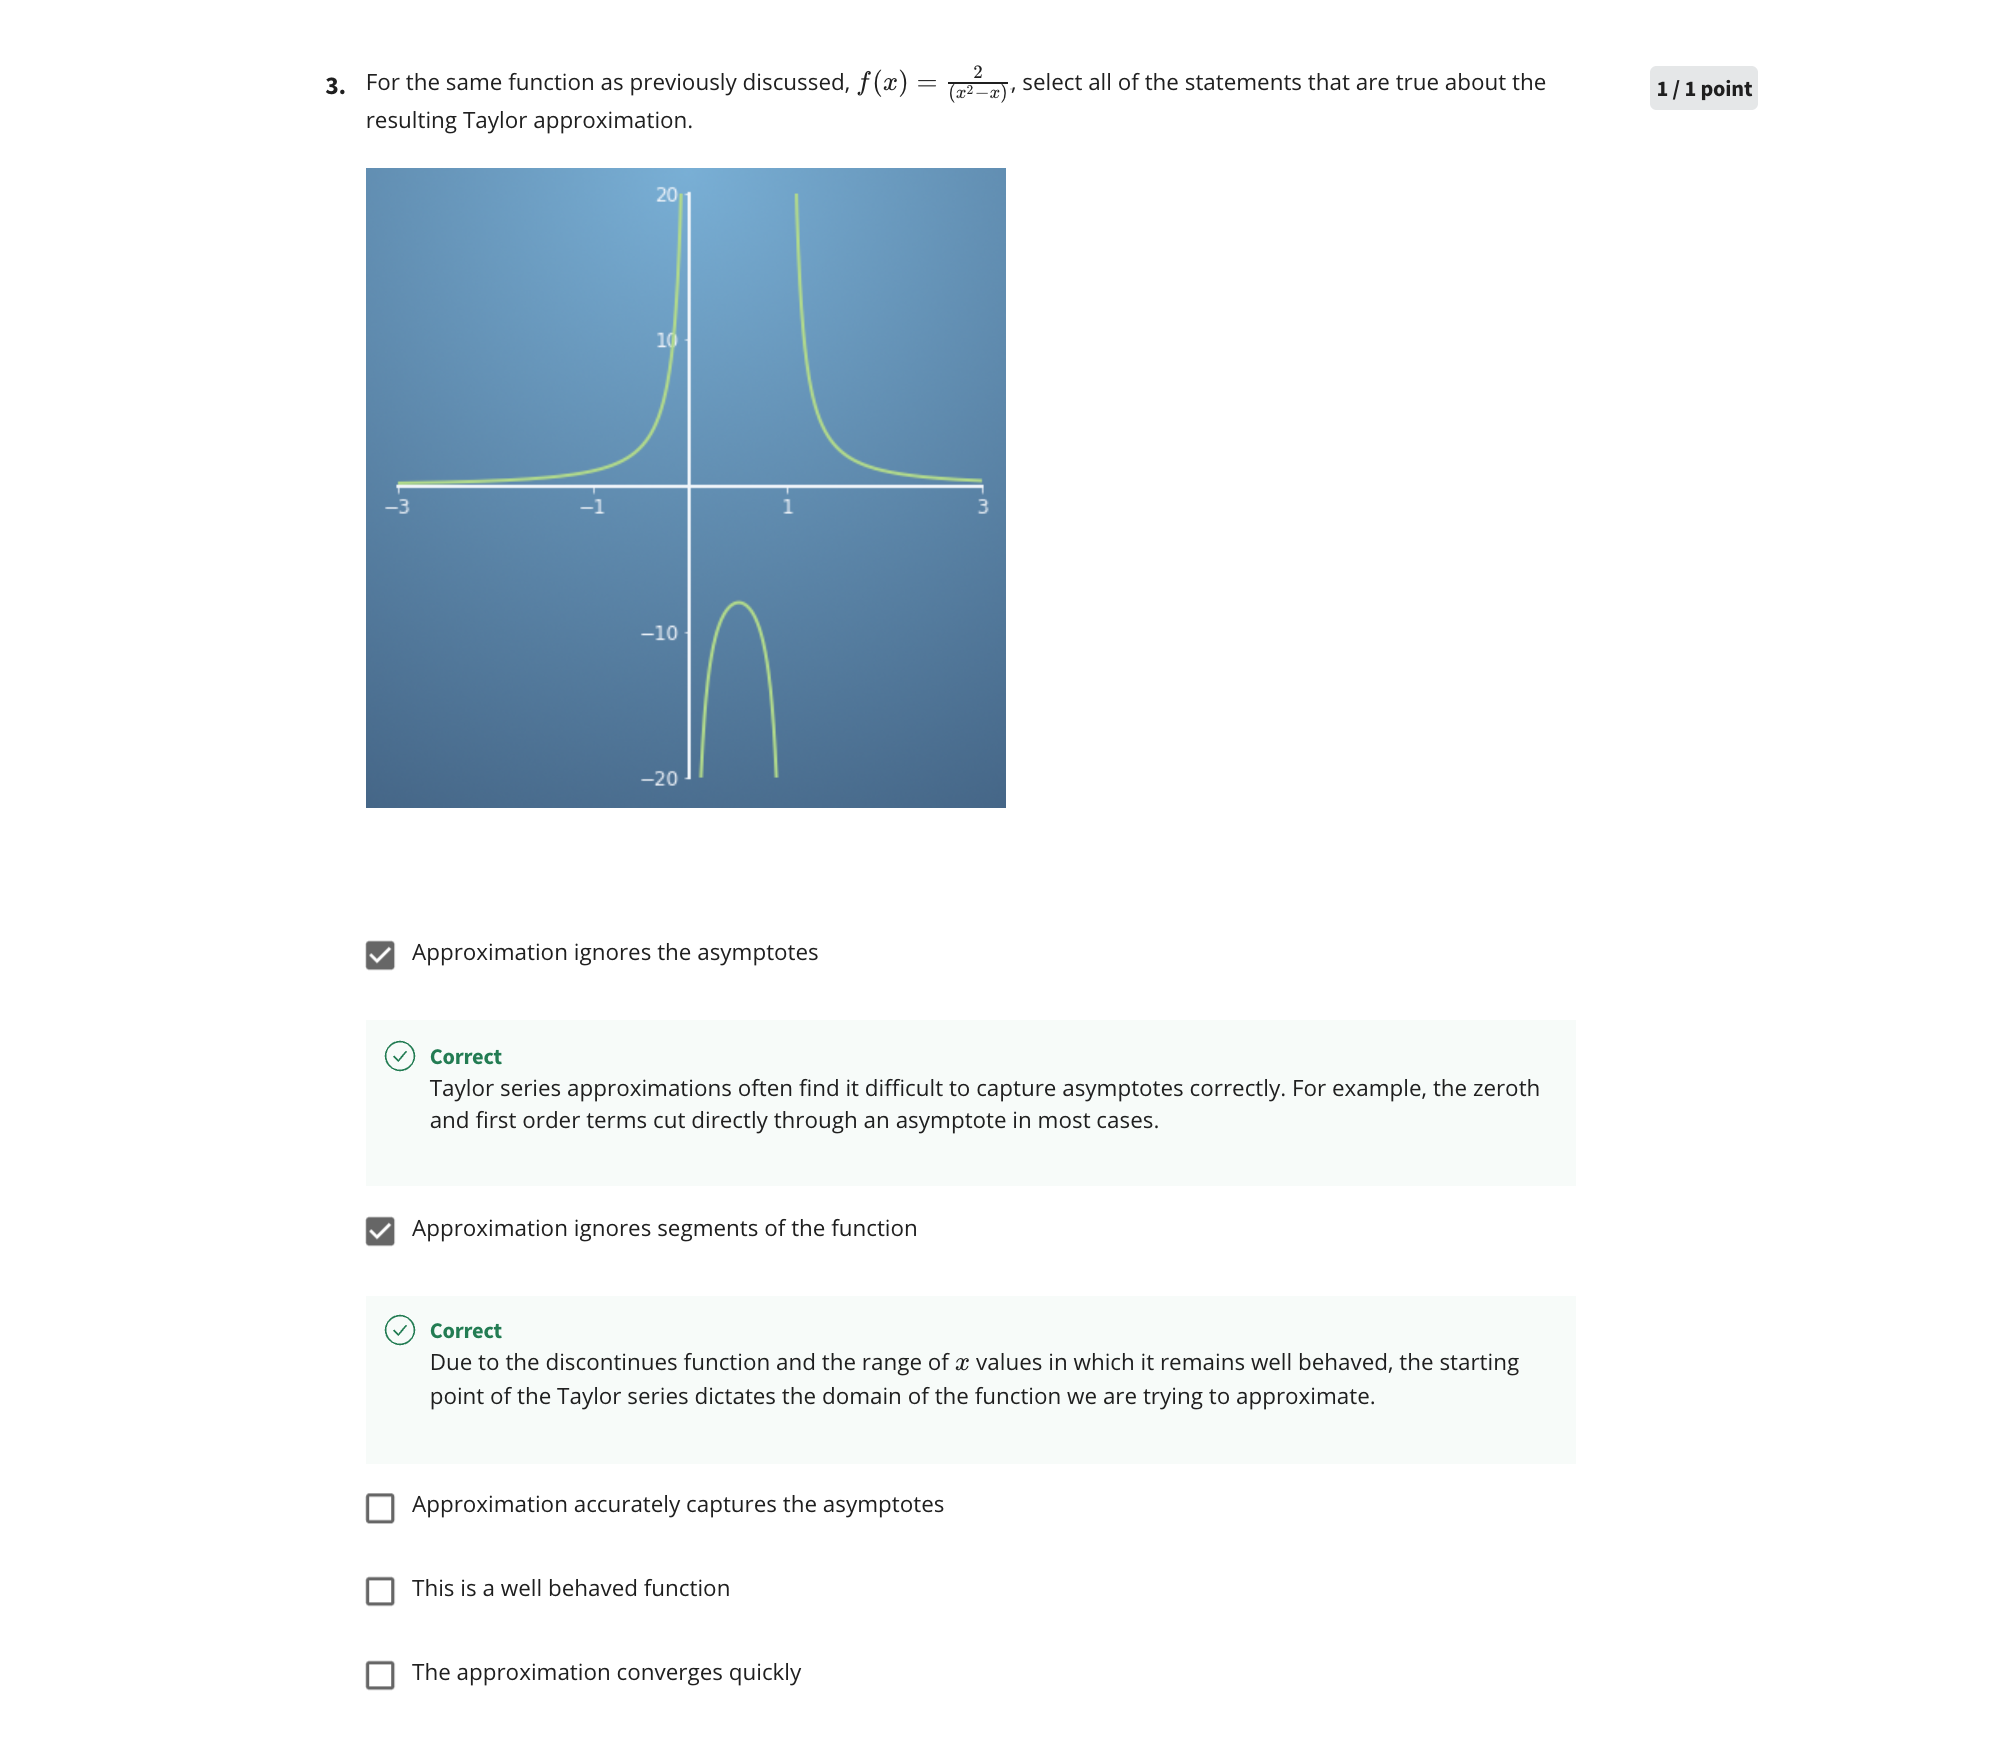 3. For the same function as previously discussed, f(x) = 2/(x²−x), select all of the statements that are true about the 1 / 1 point
resulting Taylor approximation.
20
10
−3 −1 1 3
−10
−20
Approximation ignores the asymptotes
Correct
Taylor series approximations often find it difficult to capture asymptotes correctly. For example, the zeroth
and first order terms cut directly through an asymptote in most cases.
Approximation ignores segments of the function
Correct
Due to the discontinues function and the range of x values in which it remains well behaved, the starting
point of the Taylor series dictates the domain of the function we are trying to approximate.
Approximation accurately captures the asymptotes
This is a well behaved function
The approximation converges quickly